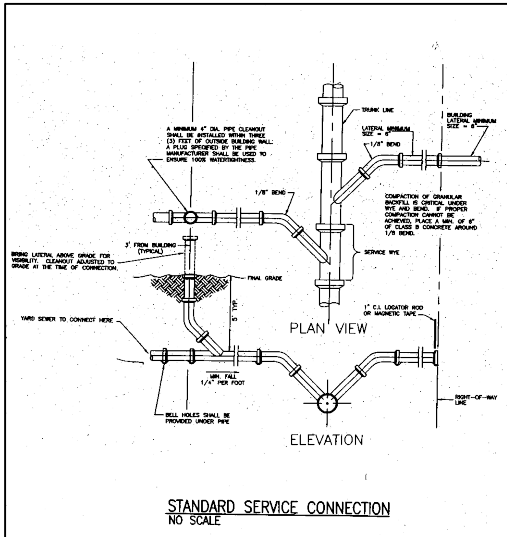 A MINIMUM 4" DIA. PIPE CLEANOUT
SHALL BE INSTALLED WITHIN THREE
(3) FEET OF OUTSIDE BUILDING WALL.
A PLUG SPECIFIED BY THE PIPE
MANUFACTURER SHALL BE USED TO
ENSURE 100% WATERTIGHTNESS.
TRUNK LINE
LATERAL MINIMUM
SIZE = 6"
BUILDING
LATERAL MINIMUM
SIZE = 6"
1/8" BEND
1/8" BEND
COMPACTION OF GRANULAR
BACKFILL IS CRITICAL UNDER
WYE AND BEND. IF PROPER
COMPACTION CANNOT BE
ACHIEVED, PLACE A MIN. OF 6"
OF CLASS B CONCRETE AROUND
1/8 BEND.
3' FROM BUILDING
(TYPICAL)
BRING LATERAL ABOVE GRADE FOR
VISIBILITY. CLEANOUT ADJUSTED TO
GRADE AT THE TIME OF CONNECTION.
SERVICE WYE
FINAL GRADE
5' TYP.
PLAN VIEW
1" C.I. LOCATOR ROD
OR MAGNETIC TAPE
YARD SEWER TO CONNECT HERE
MIN. FALL
1/4" PER FOOT
BELL HOLES SHALL BE
PROVIDED UNDER PIPE
RIGHT-OF-WAY
LINE
ELEVATION
STANDARD SERVICE CONNECTION
NO SCALE